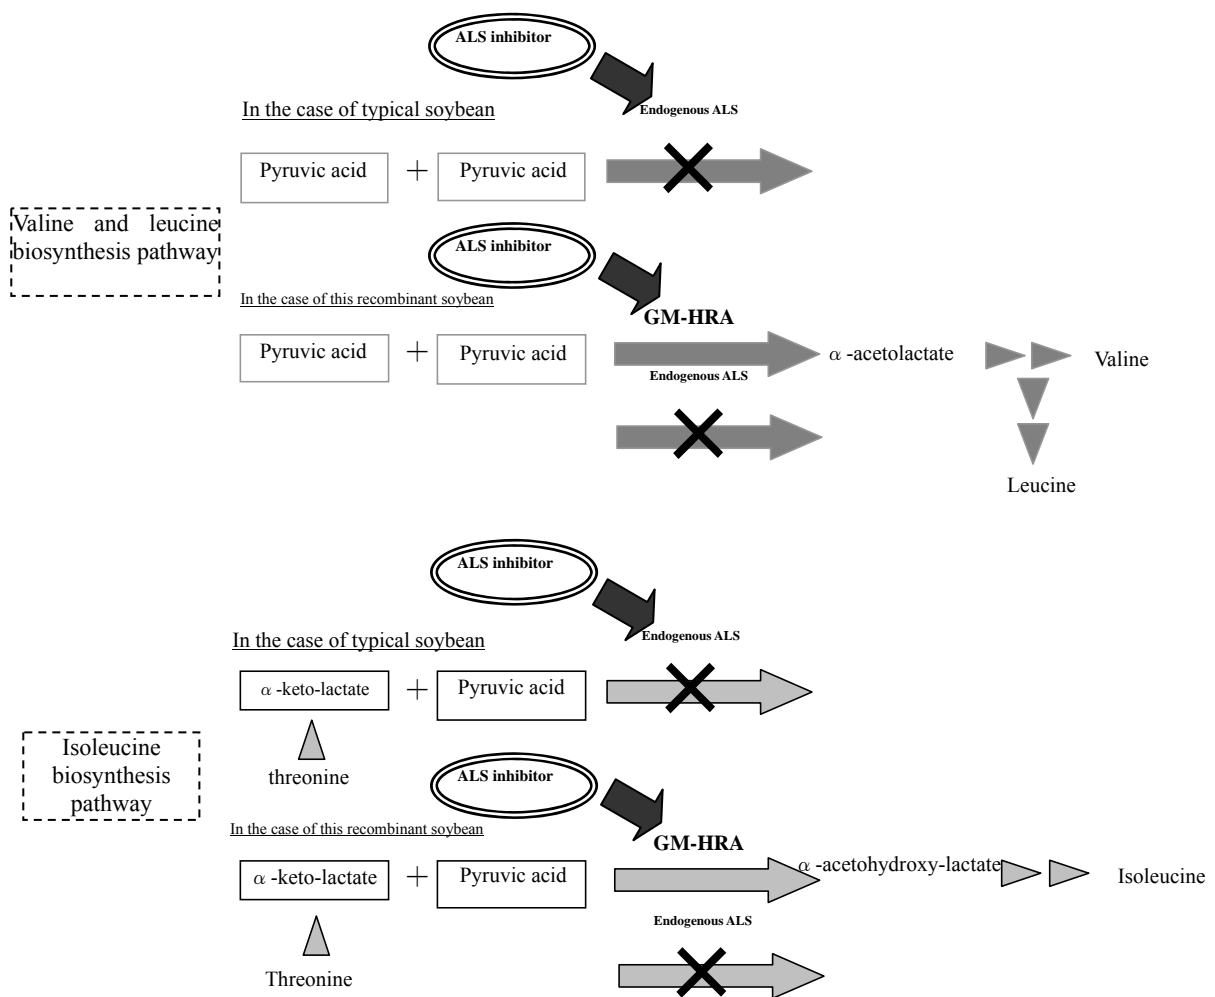 ALS inhibitor
Endogenous ALS
In the case of typical soybean
Pyruvic acid + Pyruvic acid
Valine and leucine
biosynthesis pathway
ALS inhibitor
In the case of this recombinant soybean
GM-HRA
Pyruvic acid + Pyruvic acid
α-acetolactate
Valine
Endogenous ALS
Leucine
ALS inhibitor
Endogenous ALS
In the case of typical soybean
α-keto-lactate + Pyruvic acid
threonine
Isoleucine
biosynthesis
pathway
ALS inhibitor
In the case of this recombinant soybean
GM-HRA
α-keto-lactate + Pyruvic acid
α-acetohydroxy-lactate
Isoleucine
Endogenous ALS
Threonine